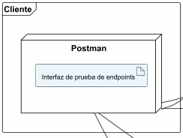 Cliente
Postman
Interfaz de prueba de endpoints